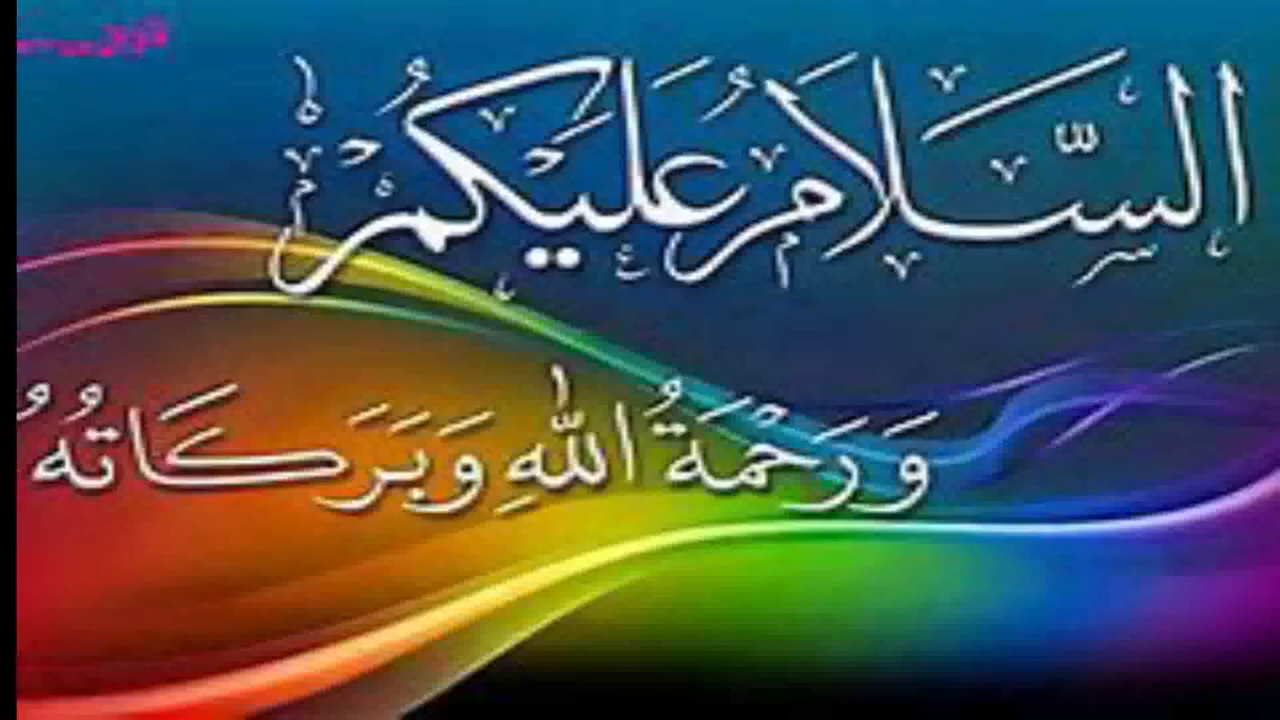 السَّلَامُ عَلَيْكُمْ
وَرَحْمَةُ اللهِ وَبَرَكَاتُهُ